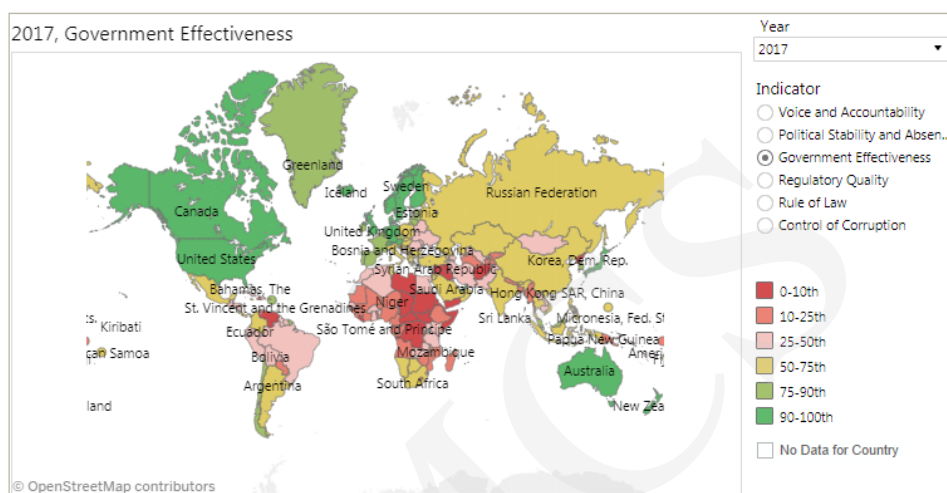 2017, Government Effectiveness
Year
2017
Indicator
Voice and Accountability
Political Stability and Absen..
Government Effectiveness
Regulatory Quality
Rule of Law
Control of Corruption
0-10th
10-25th
25-50th
50-75th
75-90th
90-100th
No Data for Country
Greenland
Iceland
Sweden
Russian Federation
Canada
Estonia
United Kingdom
United States
Bosnia and Herzegovina
Korea, Dem. Rep.
Syrian Arab Republic
Bahamas, The
Saudi Arabia
Hong Kong SAR, China
St. Vincent and the Grenadines
Niger
Sri Lanka
Micronesia, Fed. St
cs.
Kiribati
Ecuador
São Tomé and Príncipe
Papua New Guinea
can Samoa
Bolivia
Mozambique
Ameri
Argentina
South Africa
Australia
land
New Zea
© OpenStreetMap contributors